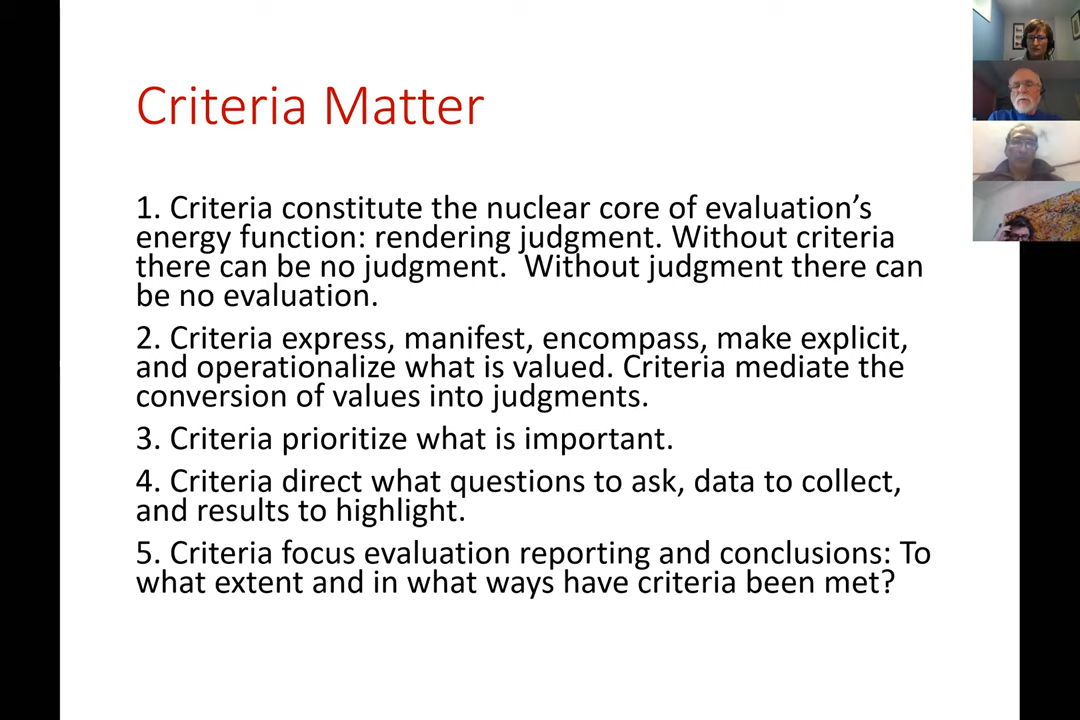 Criteria Matter
1. Criteria constitute the nuclear core of evaluation’s
energy function: rendering judgment. Without criteria
there can be no judgment.  Without judgment there can
be no evaluation.
2. Criteria express, manifest, encompass, make explicit,
and operationalize what is valued. Criteria mediate the
conversion of values into judgments.
3. Criteria prioritize what is important.
4. Criteria direct what questions to ask, data to collect,
and results to highlight.
5. Criteria focus evaluation reporting and conclusions: To
what extent and in what ways have criteria been met?